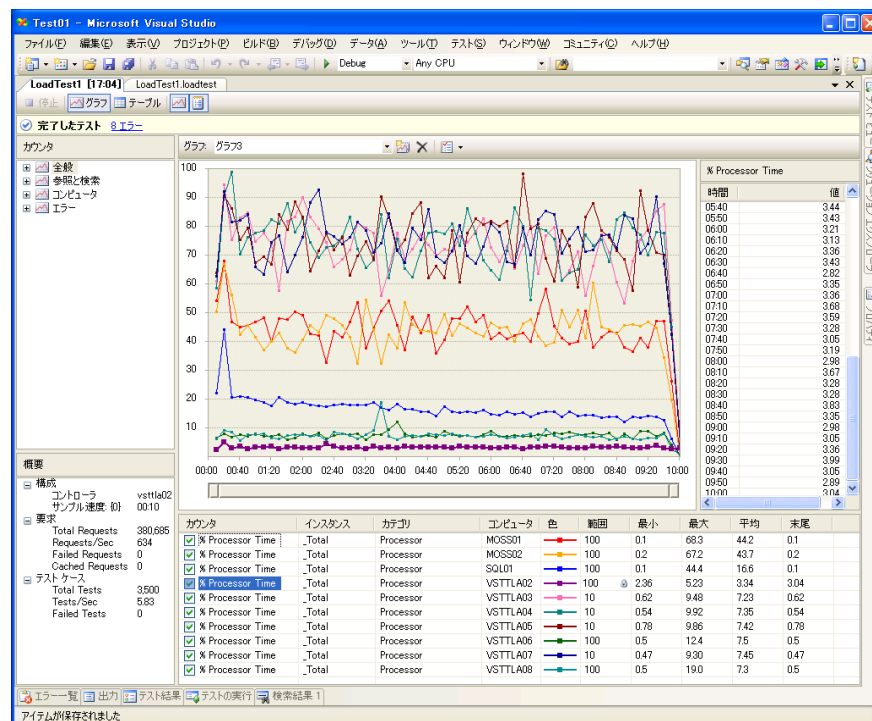 Test01 - Microsoft Visual Studio
ファイル(F) 編集(E) 表示(V) プロジェクト(P) ビルド(B) デバッグ(D) データ(A) ツール(T) テスト(S) ウィンドウ(W) コミュニティ(C) ヘルプ(H)
Debug Any CPU
LoadTest1 [17:04] LoadTest1.loadtest
停止 グラフ テーブル
完了したテスト 8 エラー
カウンタ
全般
参照と検索
コンピュータ
エラー
グラフ: グラフ3
100
90
80
70
60
50
40
30
20
10
00:00 00:40 01:20 02:00 02:40 03:20 04:00 04:40 05:20 06:00 06:40 07:20 08:00 08:40 09:20 10:00
% Processor Time
時間 値
05:40 3.44
05:50 3.43
06:00 3.21
06:10 3.13
06:20 3.36
06:30 3.43
06:40 2.82
06:50 3.35
07:00 3.36
07:10 3.68
07:20 3.59
07:30 3.28
07:40 3.05
07:50 3.19
08:00 2.98
08:10 3.67
08:20 3.28
08:30 3.28
08:40 3.83
08:50 3.35
09:00 2.98
09:10 3.05
09:20 3.36
09:30 3.99
09:40 3.05
09:50 2.89
10:00 3.04
概要
構成
コントローラ vsttla02
サンプル速度: 秒 00:10
要求
Total Requests 380,685
Requests/Sec 634
Failed Requests 0
Cached Requests 0
テスト ケース
Total Tests 3,500
Tests/Sec 5.83
Failed Tests 0
カウンタ インスタンス カテゴリ コンピュータ 色 範囲 最小 最大 平均 末尾
% Processor Time _Total Processor MOSS01 100 0.1 68.3 44.2 0.1
% Processor Time _Total Processor MOSS02 100 0.2 67.2 43.7 0.2
% Processor Time _Total Processor SQL01 100 0.1 44.4 16.6 0.1
% Processor Time _Total Processor VSTTLA02 100 2.36 5.23 3.34 3.04
% Processor Time _Total Processor VSTTLA03 10 0.62 9.48 7.23 0.62
% Processor Time _Total Processor VSTTLA04 10 0.54 9.92 7.35 0.54
% Processor Time _Total Processor VSTTLA05 10 0.78 9.86 7.42 0.78
% Processor Time _Total Processor VSTTLA06 100 0.5 12.4 7.5 0.5
% Processor Time _Total Processor VSTTLA07 10 0.47 9.30 7.45 0.47
% Processor Time _Total Processor VSTTLA08 100 0.5 19.0 7.3 0.5
エラー一覧 出力 テスト結果 テストの実行 検索結果 1
アイテムが保存されました